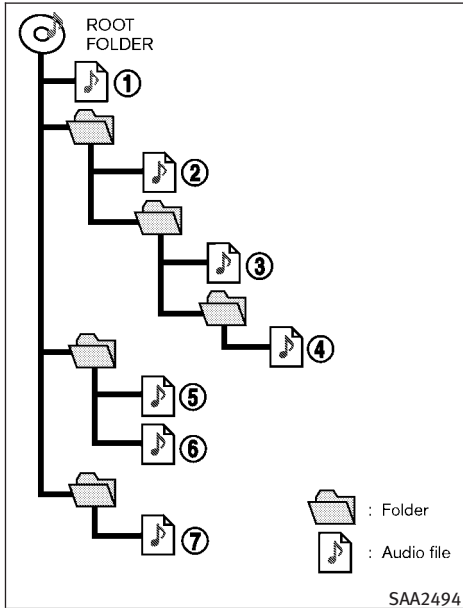 ROOT
FOLDER
①
②
③
④
⑤
⑥
⑦
: Folder
: Audio file
SAA2494